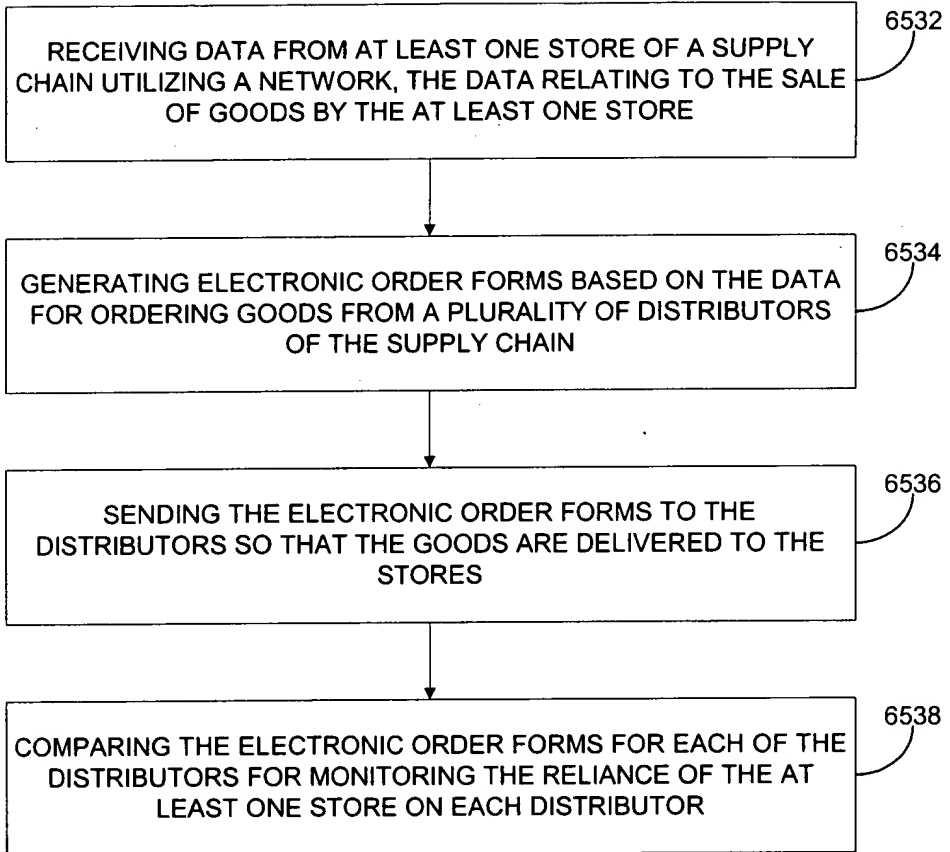 6532
RECEIVING DATA FROM AT LEAST ONE STORE OF A SUPPLY
CHAIN UTILIZING A NETWORK, THE DATA RELATING TO THE SALE
OF GOODS BY THE AT LEAST ONE STORE
6534
GENERATING ELECTRONIC ORDER FORMS BASED ON THE DATA
FOR ORDERING GOODS FROM A PLURALITY OF DISTRIBUTORS
OF THE SUPPLY CHAIN
6536
SENDING THE ELECTRONIC ORDER FORMS TO THE
DISTRIBUTORS SO THAT THE GOODS ARE DELIVERED TO THE
STORES
6538
COMPARING THE ELECTRONIC ORDER FORMS FOR EACH OF THE
DISTRIBUTORS FOR MONITORING THE RELIANCE OF THE AT
LEAST ONE STORE ON EACH DISTRIBUTOR